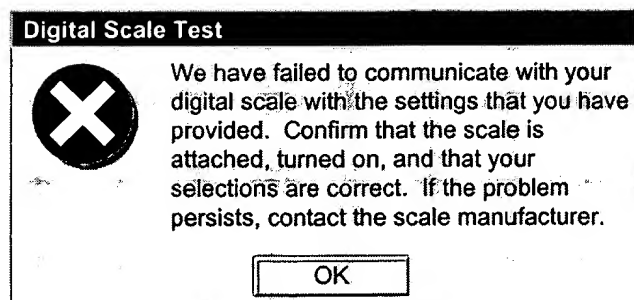 Digital Scale Test
We have failed to communicate with your
digital scale with the settings that you have
provided. Confirm that the scale is
attached, turned on, and that your
selections are correct. If the problem
persists, contact the scale manufacturer.
OK